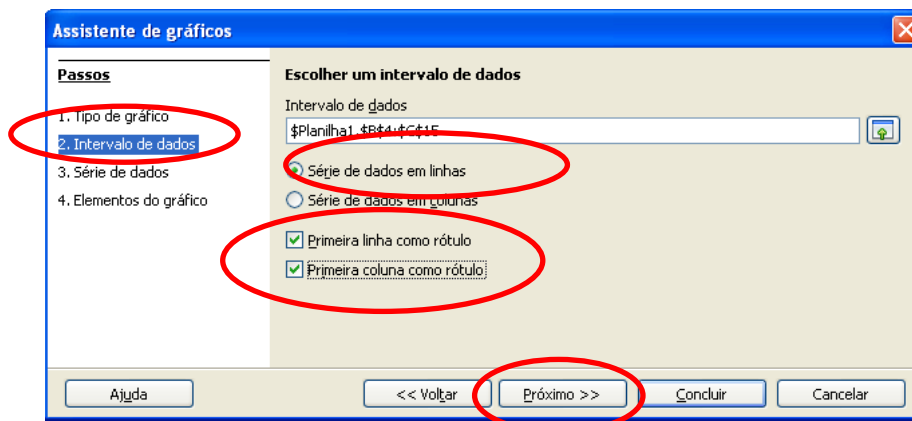 Assistente de gráficos
Passos
1. Tipo de gráfico
2. Intervalo de dados
3. Série de dados
4. Elementos do gráfico
Escolher um intervalo de dados
Intervalo de dados
$Planilha1.$B$4:$C$15
Série de dados em linhas
Série de dados em colunas
Primeira linha como rótulo
Primeira coluna como rótulo
Ajuda
<< Voltar
Próximo >>
Concluir
Cancelar